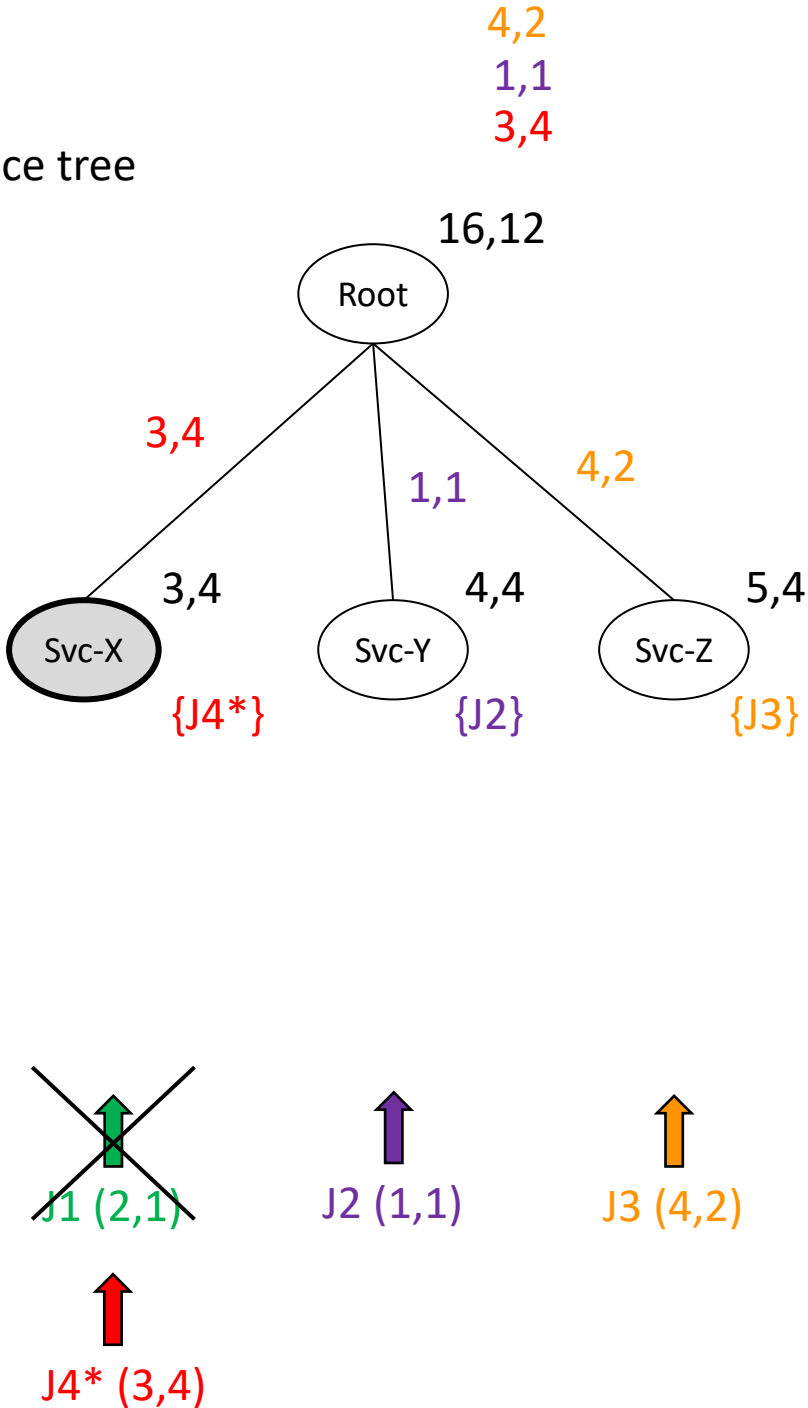 4,2
1,1
3,4
ce tree
16,12
Root
3,4
1,1
4,2
3,4
4,4
5,4
Svc-X
Svc-Y
Svc-Z
{J4*}
{J2}
{J3}
J1 (2,1)
J2 (1,1)
J3 (4,2)
J4* (3,4)